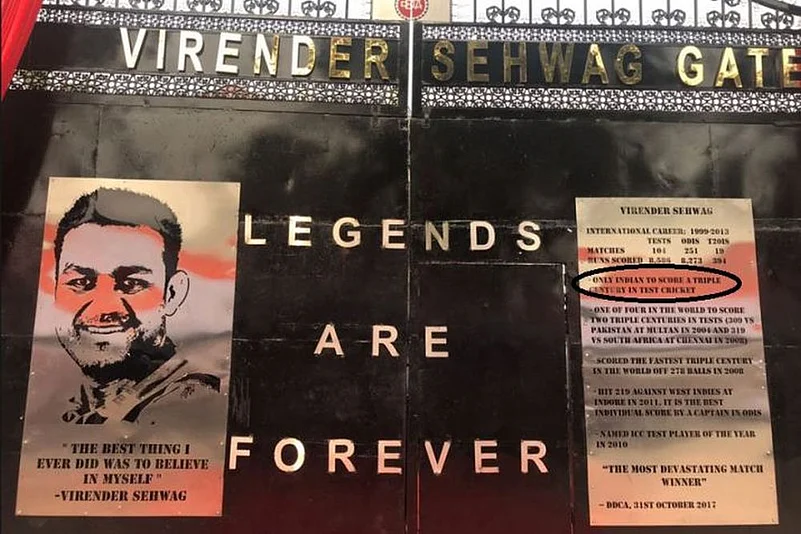 VIRENDER SEHWAG GATE
LEGENDS
ARE
FOREVER
" THE BEST THING I
EVER DID WAS TO BELIEVE
IN MYSELF "
-VIRENDER SEHWAG
VIRENDER SEHWAG
INTERNATIONAL CAREER: 1999-2013
TESTS ODIS T20IS
MATCHES 104 251 19
RUNS SCORED 8,586 8,273 394
- ONLY INDIAN TO SCORE A TRIPLE
CENTURY IN TEST CRICKET
- ONE OF FOUR IN THE WORLD TO SCORE
TWO TRIPLE CENTURIES IN TESTS (309 VS
PAKISTAN AT MULTAN IN 2004 AND 319
VS SOUTH AFRICA AT CHENNAI IN 2008)
- SCORED THE FASTEST TRIPLE CENTURY
IN THE WORLD OFF 278 BALLS IN 2008
- HIT 219 AGAINST WEST INDIES AT
INDORE IN 2011, IT IS THE BEST
INDIVIDUAL SCORE BY A CAPTAIN IN ODIS
- NAMED ICC TEST PLAYER OF THE YEAR
IN 2010
"THE MOST DEVASTATING MATCH
WINNER"
- DDCA, 31ST OCTOBER 2017